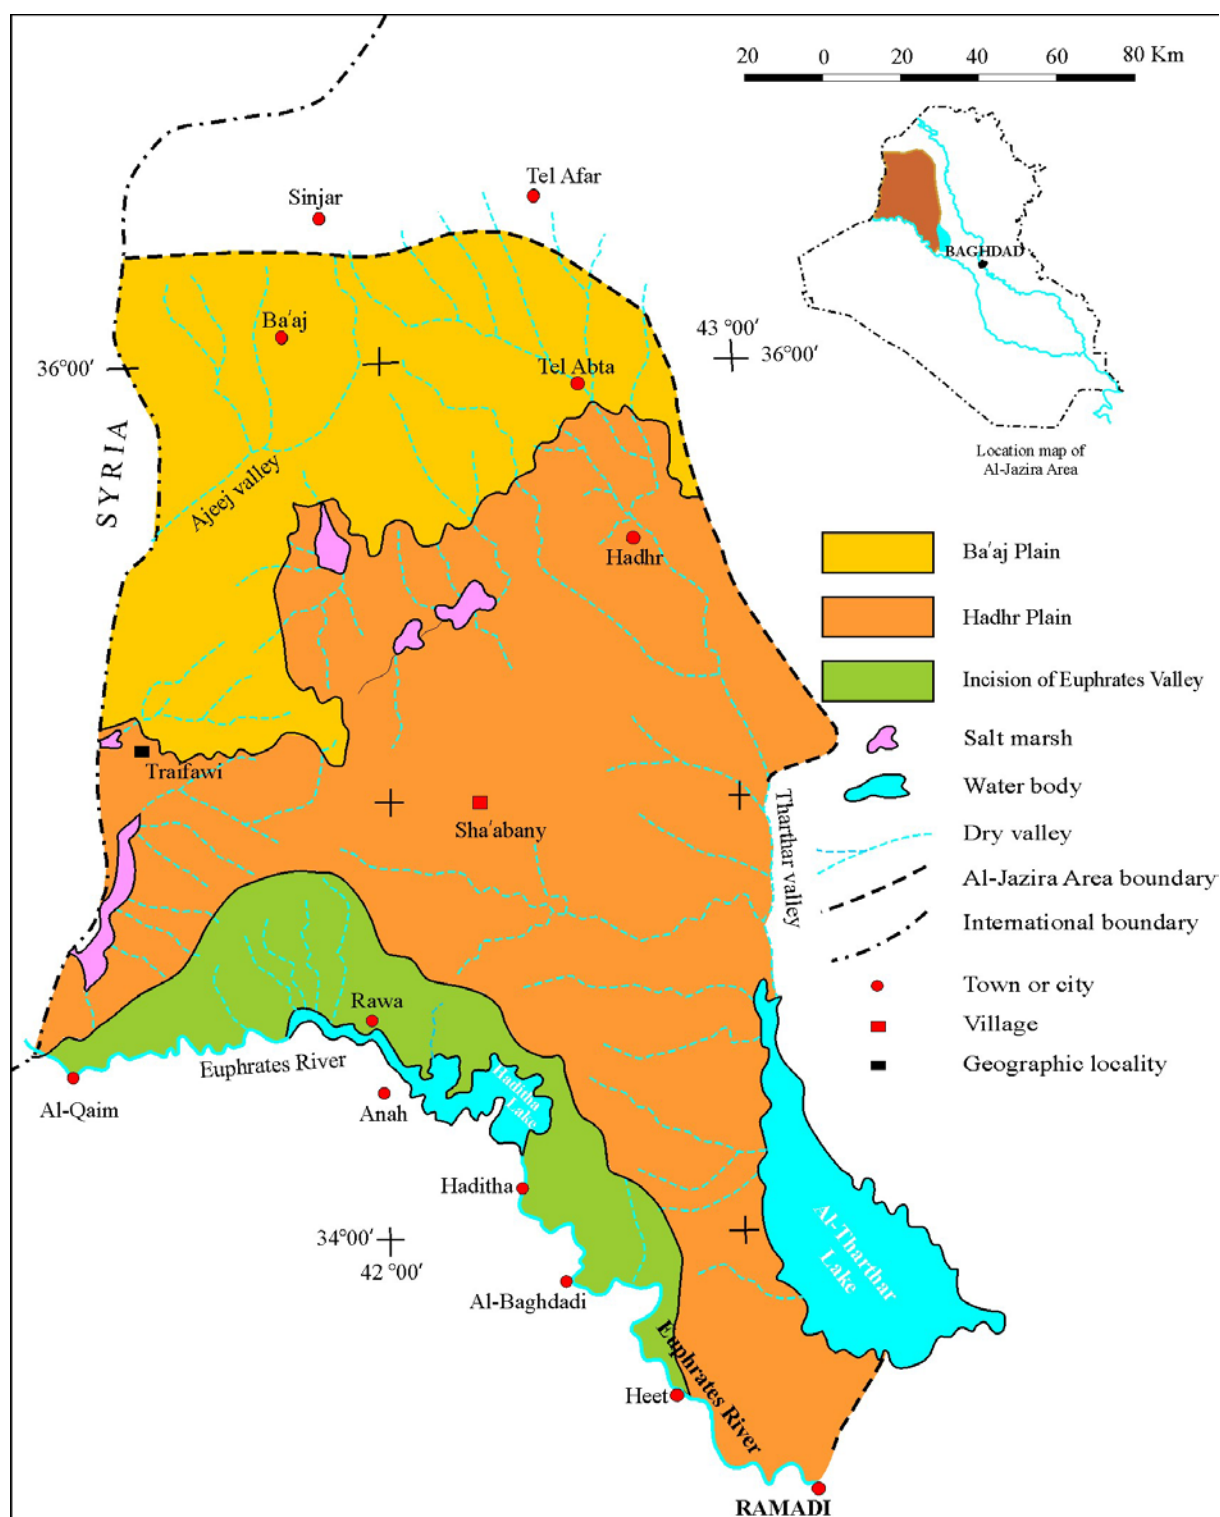 20 0 20 40 60 80 Km
Tel Afar
Sinjar
BAGHDAD
Ba'aj
43 °00'
36°00'
36°00'
Tel Abta
Location map of
Al-Jazira Area
SYRIA
Ajeej valley
Hadhr
Ba'aj Plain
Hadhr Plain
Incision of Euphrates Valley
Salt marsh
Water body
Dry valley
Al-Jazira Area boundary
International boundary
Town or city
Village
Geographic locality
Traifawi
Sha'abany
Tharthar valley
Rawa
Euphrates River
Al-Qaim
Anah
Haditha
Lake
Haditha
34°00'
42 °00'
Al-Baghdadi
Al-Tharthar
Lake
Heet
Euphrates River
RAMADI